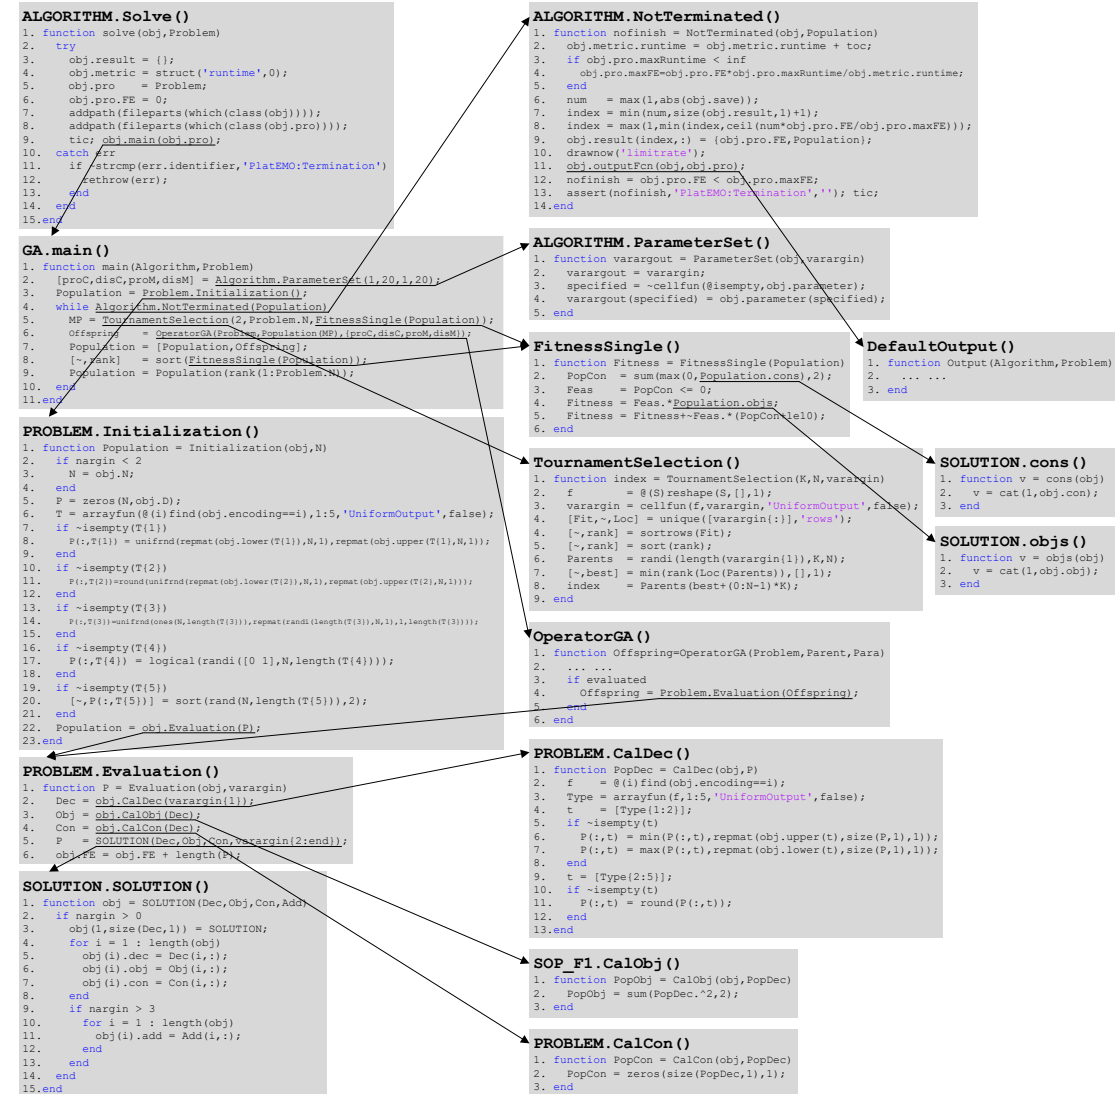 ALGORITHM.Solve()
1. function solve(obj,Problem)
2.   try
3.     obj.result = {};
4.     obj.metric = struct('runtime',0);
5.     obj.pro    = Problem;
6.     obj.pro.FE = 0;
7.     addpath(fileparts(which(class(obj))));
8.     addpath(fileparts(which(class(obj.pro))));
9.     tic; obj.main(obj.pro);
10.  catch err
11.    if ~strcmp(err.identifier,'PlatEMO:Termination')
12.      rethrow(err);
13.    end
14.  end
15.end
GA.main()
1. function main(Algorithm,Problem)
2.   [proC,disC,proM,disM] = Algorithm.ParameterSet(1,20,1,20);
3.   Population = Problem.Initialization();
4.   while Algorithm.NotTerminated(Population)
5.     MP = TournamentSelection(2,Problem.N,FitnessSingle(Population));
6.     Offspring    = OperatorGA(Problem,Population(MP),{proC,disC,proM,disM});
7.     Population = [Population,Offspring];
8.     [~,rank]   = sort(FitnessSingle(Population));
9.     Population = Population(rank(1:Problem.N));
10.  end
11.end
PROBLEM.Initialization()
1. function Population = Initialization(obj,N)
2.   if nargin < 2
3.     N = obj.N;
4.   end
5.   P = zeros(N,obj.D);
6.   T = arrayfun(@(i)find(obj.encoding==i),1:5,'UniformOutput',false);
7.   if ~isempty(T{1})
8.     P(:,T{1}) = unifrnd(repmat(obj.lower(T{1}),N,1),repmat(obj.upper(T{1},N,1));
9.   end
10.  if ~isempty(T{2})
11.    P(:,T{2})=round(unifrnd(repmat(obj.lower(T{2}),N,1),repmat(obj.upper(T{2},N,1)));
12.  end
13.  if ~isempty(T{3})
14.    P(:,T{3})=unifrnd(ones(N,length(T{3})),repmat(randi(length(T{3}),N,1),1,length(T{3})));
15.  end
16.  if ~isempty(T{4})
17.    P(:,T{4}) = logical(randi([0 1],N,length(T{4})));
18.  end
19.  if ~isempty(T{5})
20.    [~,P(:,T{5})] = sort(rand(N,length(T{5})),2);
21.  end
22.  Population = obj.Evaluation(P);
23.end
PROBLEM.Evaluation()
1. function P = Evaluation(obj,varargin)
2.   Dec = obj.CalDec(varargin{1});
3.   Obj = obj.CalObj(Dec);
4.   Con = obj.CalCon(Dec);
5.   P   = SOLUTION(Dec,Obj,Con,varargin{2:end});
6.   obj.FE = obj.FE + length(P);
SOLUTION.SOLUTION()
1. function obj = SOLUTION(Dec,Obj,Con,Add)
2.   if nargin > 0
3.     obj(1,size(Dec,1)) = SOLUTION;
4.     for i = 1 : length(obj)
5.       obj(i).dec = Dec(i,:);
6.       obj(i).obj = Obj(i,:);
7.       obj(i).con = Con(i,:);
8.     end
9.     if nargin > 3
10.      for i = 1 : length(obj)
11.        obj(i).add = Add(i,:);
12.      end
13.    end
14.  end
15.end
ALGORITHM.NotTerminated()
1. function nofinish = NotTerminated(obj,Population)
2.   obj.metric.runtime = obj.metric.runtime + toc;
3.   if obj.pro.maxRuntime < inf
4.     obj.pro.maxFE=obj.pro.FE*obj.pro.maxRuntime/obj.metric.runtime;
5.   end
6.   num   = max(1,abs(obj.save));
7.   index = min(num,size(obj.result,1)+1);
8.   index = max(1,min(index,ceil(num*obj.pro.FE/obj.pro.maxFE)));
9.   obj.result(index,:) = {obj.pro.FE,Population};
10.  drawnow('limitrate');
11.  obj.outputFcn(obj,obj.pro);
12.  nofinish = obj.pro.FE < obj.pro.maxFE;
13.  assert(nofinish,'PlatEMO:Termination',''); tic;
14.end
ALGORITHM.ParameterSet()
1. function varargout = ParameterSet(obj,varargin)
2.   varargout = varargin;
3.   specified = ~cellfun(@isempty,obj.parameter);
4.   varargout(specified) = obj.parameter(specified);
5. end
FitnessSingle()
1. function Fitness = FitnessSingle(Population)
2.   PopCon  = sum(max(0,Population.cons),2);
3.   Feas    = PopCon <= 0;
4.   Fitness = Feas.*Population.objs;
5.   Fitness = Fitness+~Feas.*(PopCon+1e10);
6. end
DefaultOutput()
1. function Output(Algorithm,Problem)
2.   ... ...
3. end
TournamentSelection()
1. function index = TournamentSelection(K,N,varargin)
2.   f        = @(S)reshape(S,[],1);
3.   varargin = cellfun(f,varargin,'UniformOutput',false);
4.   [Fit,~,Loc] = unique([varargin{:}],'rows');
5.   [~,rank] = sortrows(Fit);
5.   [~,rank] = sort(rank);
6.   Parents  = randi(length(varargin{1}),K,N);
7.   [~,best] = min(rank(Loc(Parents)),[],1);
8.   index    = Parents(best+(0:N-1)*K);
9. end
SOLUTION.cons()
1. function v = cons(obj)
2.   v = cat(1,obj.con);
3. end
SOLUTION.objs()
1. function v = objs(obj)
2.   v = cat(1,obj.obj);
3. end
OperatorGA()
1. function Offspring=OperatorGA(Problem,Parent,Para)
2.   ... ...
3.   if evaluated
4.     Offspring = Problem.Evaluation(Offspring);
5.   end
6. end
PROBLEM.CalDec()
1. function PopDec = CalDec(obj,P)
2.   f    = @(i)find(obj.encoding==i);
3.   Type = arrayfun(f,1:5,'UniformOutput',false);
4.   t    = [Type{1:2}];
5.   if ~isempty(t)
6.     P(:,t) = min(P(:,t),repmat(obj.upper(t),size(P,1),1));
7.     P(:,t) = max(P(:,t),repmat(obj.lower(t),size(P,1),1));
8.   end
9.   t = [Type{2:5}];
10.  if ~isempty(t)
11.    P(:,t) = round(P(:,t));
12.  end
13.end
SOP_F1.CalObj()
1. function PopObj = CalObj(obj,PopDec)
2.   PopObj = sum(PopDec.^2,2);
3. end
PROBLEM.CalCon()
1. function PopCon = CalCon(obj,PopDec)
2.   PopCon = zeros(size(PopDec,1),1);
3. end